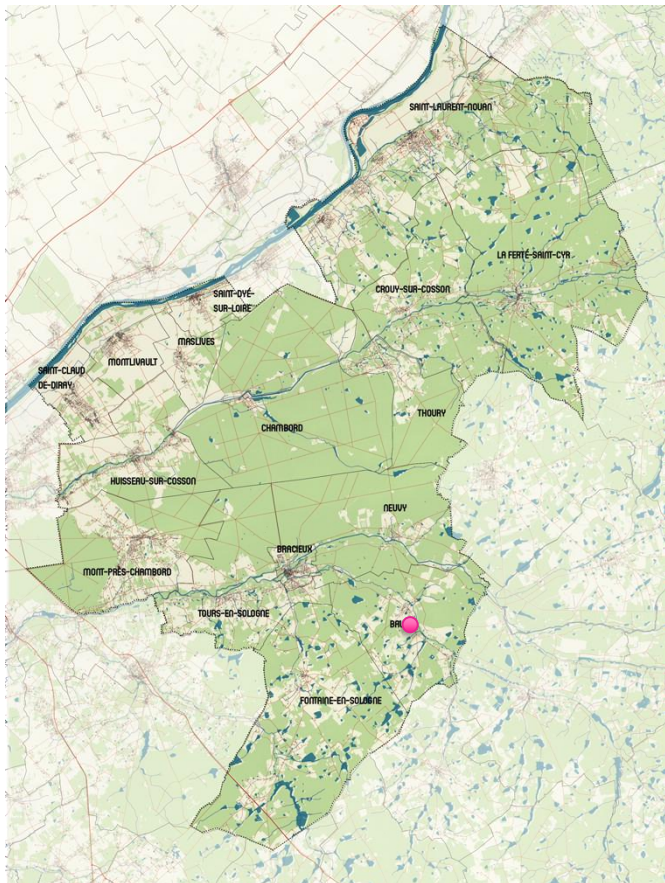 SAINT-LAURENT-NOUAN
LA FERTÉ-SAINT-CYR
CROUY-SUR-COSSON
SAINT-DYÉ-
SUR-LOIRE
MASLIVES
MONTLIVAULT
SAINT-CLAUD
DE-DIRAY
THOURY
CHAMBORD
HUISSEAU-SUR-COSSON
NEUVY
BRACIEUX
MONT-PRÈS-CHAMBORD
TOURS-EN-SOLOGNE
FONTAINE-EN-SOLOGNE